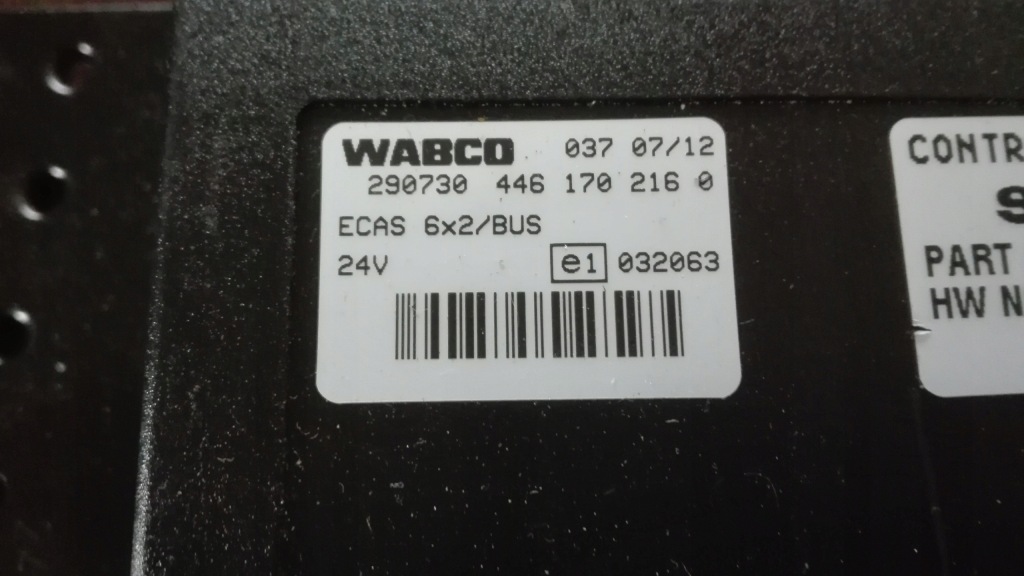 WABCO 037 07/12
290730 446 170 216 0
ECAS 6x2/BUS
24V e1 032063
CONTR
S
PART
HW N